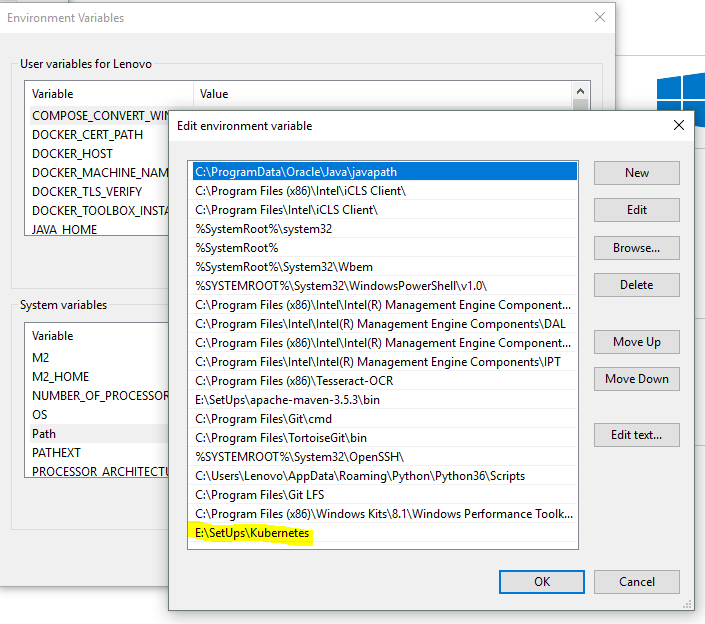 Environment Variables
User variables for Lenovo
Variable Value
COMPOSE_CONVERT_WIN
DOCKER_CERT_PATH
DOCKER_HOST
DOCKER_MACHINE_NAM
DOCKER_TLS_VERIFY
DOCKER_TOOLBOX_INSTA
JAVA_HOME
System variables
Variable
M2
M2_HOME
NUMBER_OF_PROCESSOR
OS
Path
PATHEXT
PROCESSOR_ARCHITECTU
Edit environment variable
C:\ProgramData\Oracle\Java\javapath
C:\Program Files (x86)\Intel\iCLS Client\
C:\Program Files\Intel\iCLS Client\
%SystemRoot%\system32
%SystemRoot%
%SystemRoot%\System32\Wbem
%SYSTEMROOT%\System32\WindowsPowerShell\v1.0\
C:\Program Files (x86)\Intel\Intel(R) Management Engine Component...
C:\Program Files\Intel\Intel(R) Management Engine Components\DAL
C:\Program Files (x86)\Intel\Intel(R) Management Engine Component...
C:\Program Files\Intel\Intel(R) Management Engine Components\IPT
C:\Program Files (x86)\Tesseract-OCR
E:\SetUps\apache-maven-3.5.3\bin
C:\Program Files\Git\cmd
C:\Program Files\TortoiseGit\bin
%SYSTEMROOT%\System32\OpenSSH\
C:\Users\Lenovo\AppData\Roaming\Python\Python36\Scripts
C:\Program Files\Git LFS
C:\Program Files (x86)\Windows Kits\8.1\Windows Performance Toolk...
E:\SetUps\Kubernetes
New
Edit
Browse...
Delete
Move Up
Move Down
Edit text...
OK
Cancel